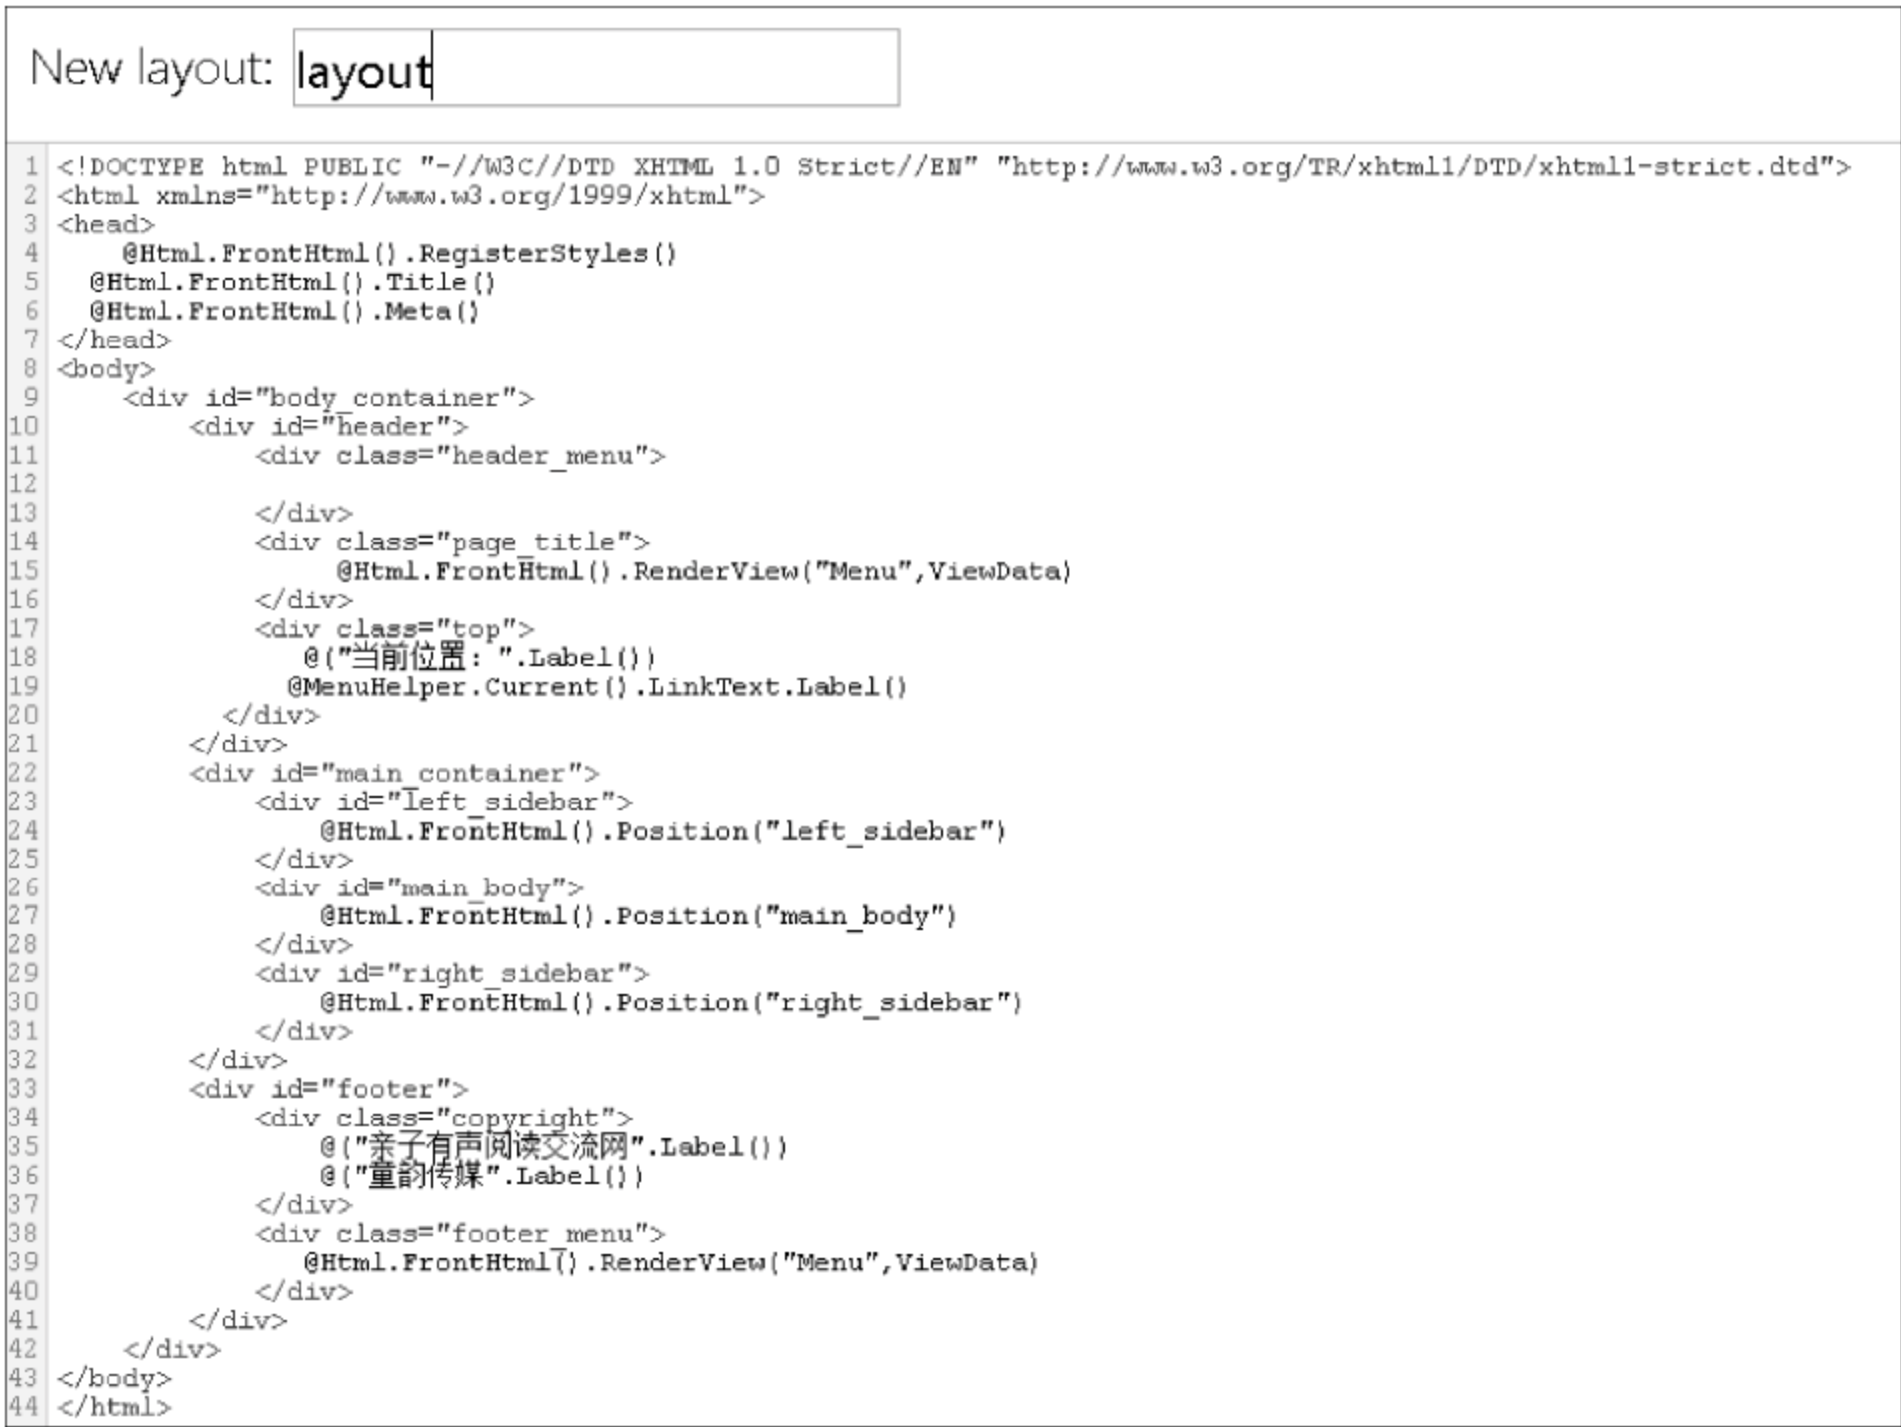 New layout: layout
1 <!DOCTYPE html PUBLIC "-//W3C//DTD XHTML 1.0 Strict//EN" "http://www.w3.org/TR/xhtml1/DTD/xhtml1-strict.dtd">
2 <html xmlns="http://www.w3.org/1999/xhtml">
3 <head>
4     @Html.FrontHtml().RegisterStyles()
5   @Html.FrontHtml().Title()
6   @Html.FrontHtml().Meta()
7 </head>
8 <body>
9     <div id="body_container">
10         <div id="header">
11             <div class="header_menu">
12
13             </div>
14             <div class="page_title">
15                  @Html.FrontHtml().RenderView("Menu",ViewData)
16             </div>
17             <div class="top">
18                @("当前位置：".Label())
19               @MenuHelper.Current().LinkText.Label()
20           </div>
21         </div>
22         <div id="main_container">
23             <div id="left_sidebar">
24                 @Html.FrontHtml().Position("left_sidebar")
25             </div>
26             <div id="main_body">
27                 @Html.FrontHtml().Position("main_body")
28             </div>
29             <div id="right_sidebar">
30                 @Html.FrontHtml().Position("right_sidebar")
31             </div>
32         </div>
33         <div id="footer">
34             <div class="copyright">
35                 @("亲子有声阅读交流网".Label())
36                 @("童韵传媒".Label())
37             </div>
38             <div class="footer_menu">
39                @Html.FrontHtml().RenderView("Menu",ViewData)
40             </div>
41         </div>
42     </div>
43 </body>
44 </html>